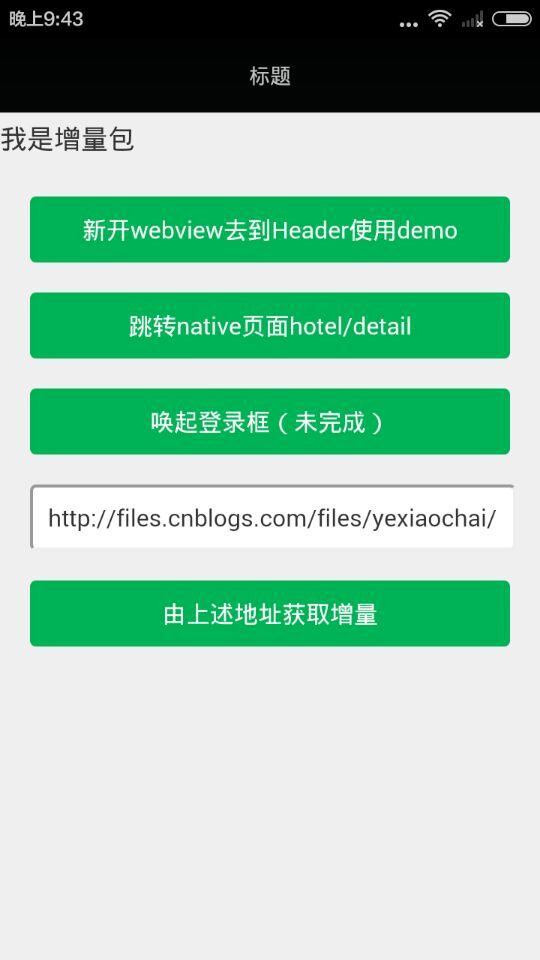 晚上9:43
标题
我是增量包
新开webview去到Header使用demo
跳转native页面hotel/detail
唤起登录框（未完成）
http://files.cnblogs.com/files/yexiaochai/
由上述地址获取增量